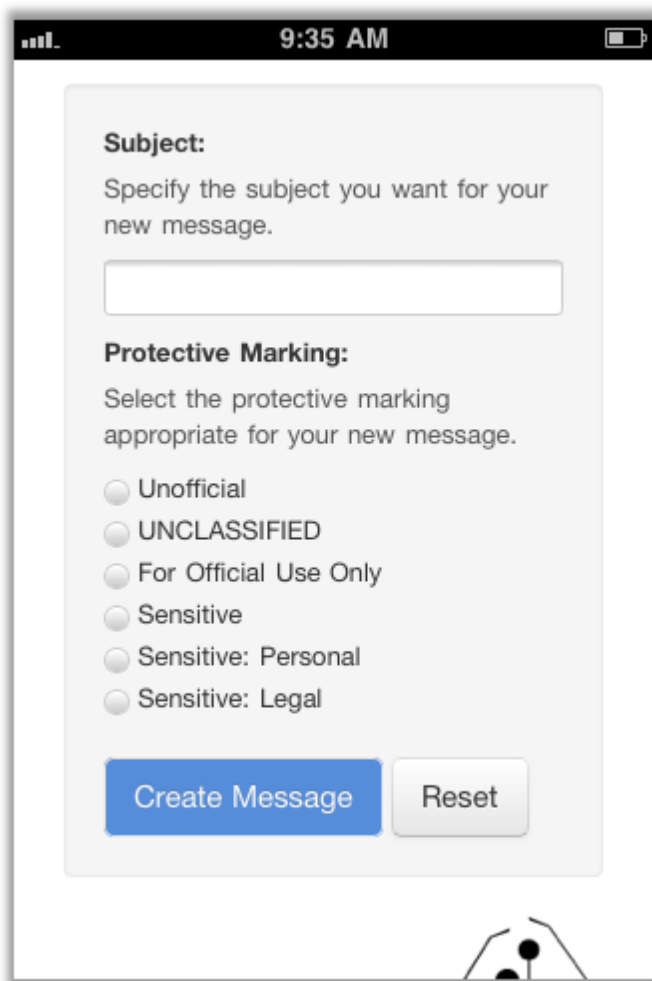 9:35 AM
Subject:
Specify the subject you want for your
new message.
Protective Marking:
Select the protective marking
appropriate for your new message.
Unofficial
UNCLASSIFIED
For Official Use Only
Sensitive
Sensitive: Personal
Sensitive: Legal
Create Message Reset